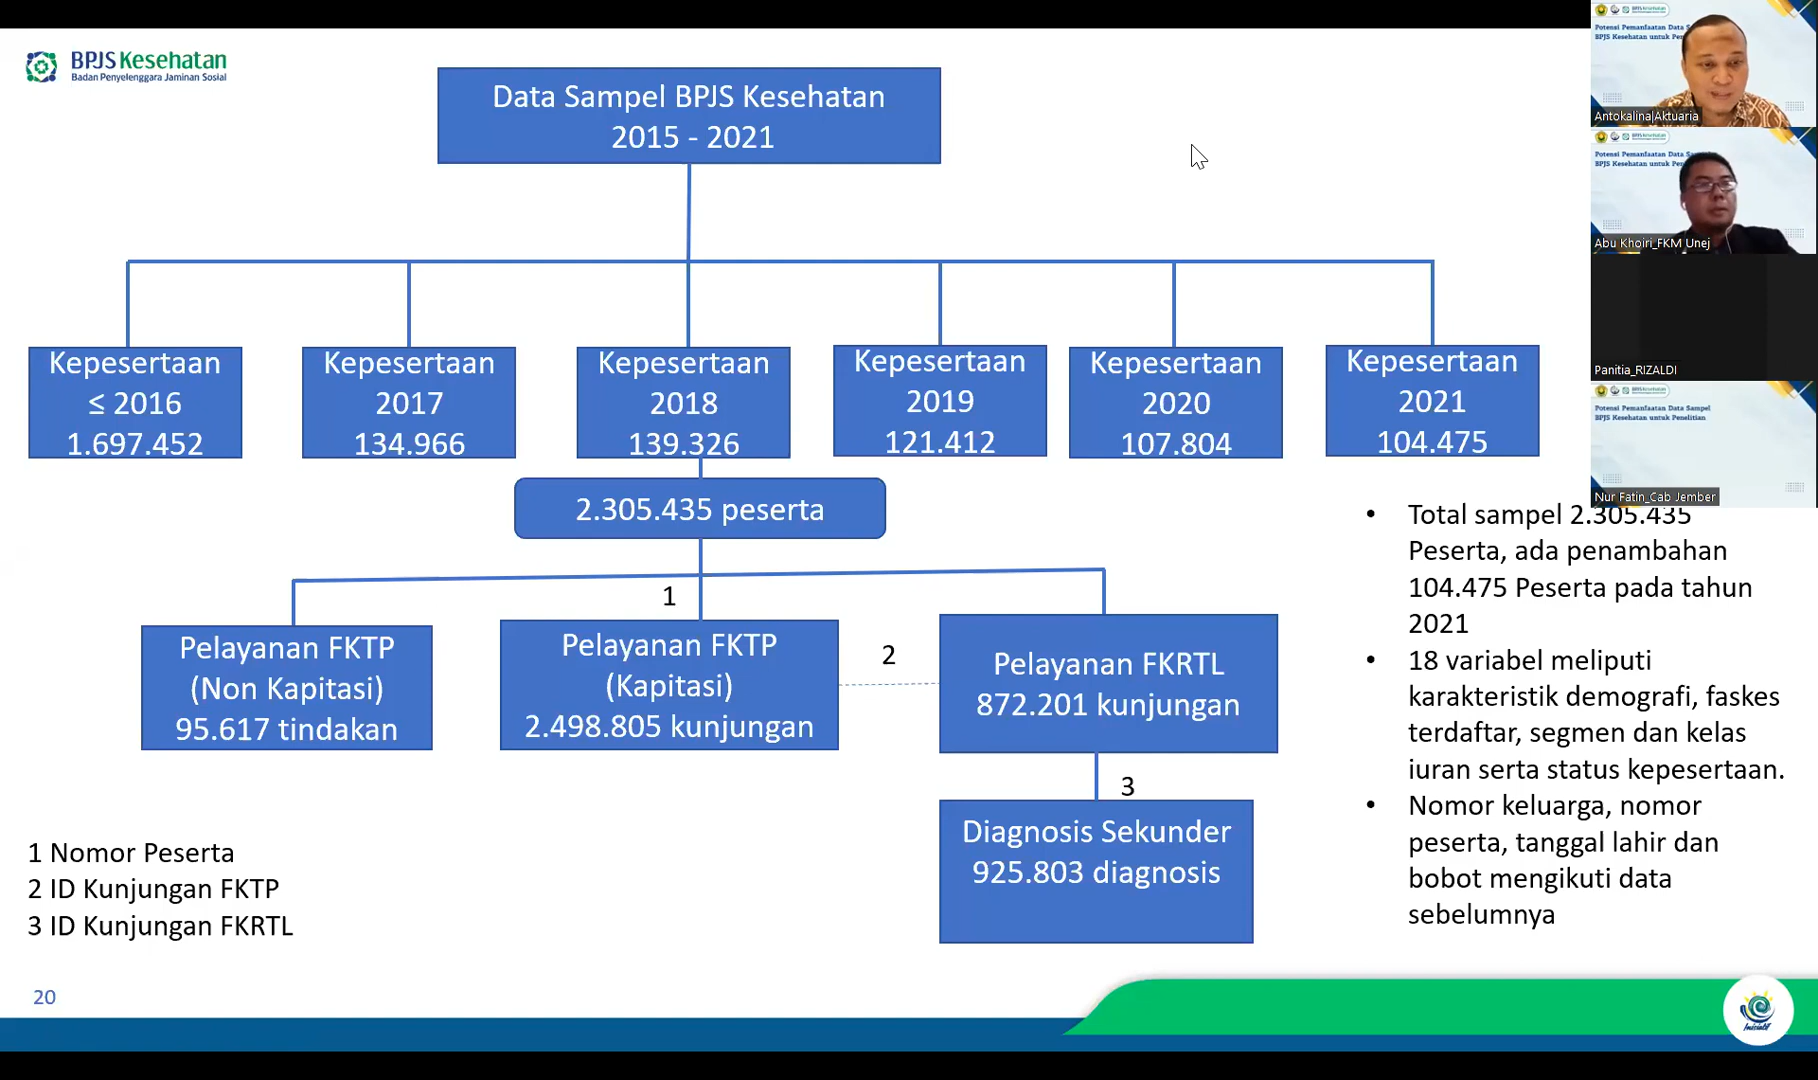 BPJS Kesehatan
Badan Penyelenggara Jaminan Sosial
Data Sampel BPJS Kesehatan
2015 - 2021
Kepesertaan
≤ 2016
1.697.452
Kepesertaan
2017
134.966
Kepesertaan
2018
139.326
Kepesertaan
2019
121.412
Kepesertaan
2020
107.804
Kepesertaan
2021
104.475
2.305.435 peserta
1
Pelayanan FKTP
(Non Kapitasi)
95.617 tindakan
Pelayanan FKTP
(Kapitasi)
2.498.805 kunjungan
2
Pelayanan FKRTL
872.201 kunjungan
3
Diagnosis Sekunder
925.803 diagnosis
1 Nomor Peserta
2 ID Kunjungan FKTP
3 ID Kunjungan FKRTL
• Total sampel 2.305.435
Peserta, ada penambahan
104.475 Peserta pada tahun
2021
• 18 variabel meliputi
karakteristik demografi, faskes
terdaftar, segmen dan kelas
iuran serta status kepesertaan.
• Nomor keluarga, nomor
peserta, tanggal lahir dan
bobot mengikuti data
sebelumnya
20
Inisiatif
Potensi Pemanfaatan Data S
BPJS Kesehatan untuk Pen
Antokalina|Aktuaria
Potensi Pemanfaatan Data S
BPJS Kesehatan untuk Pe
Abu Khoiri_FKM Unej
Panitia_RIZALDI
BPJS Kesehatan
Potensi Pemanfaatan Data Sampel
BPJS Kesehatan untuk Penelitian
Nur Fatin_Cab Jember